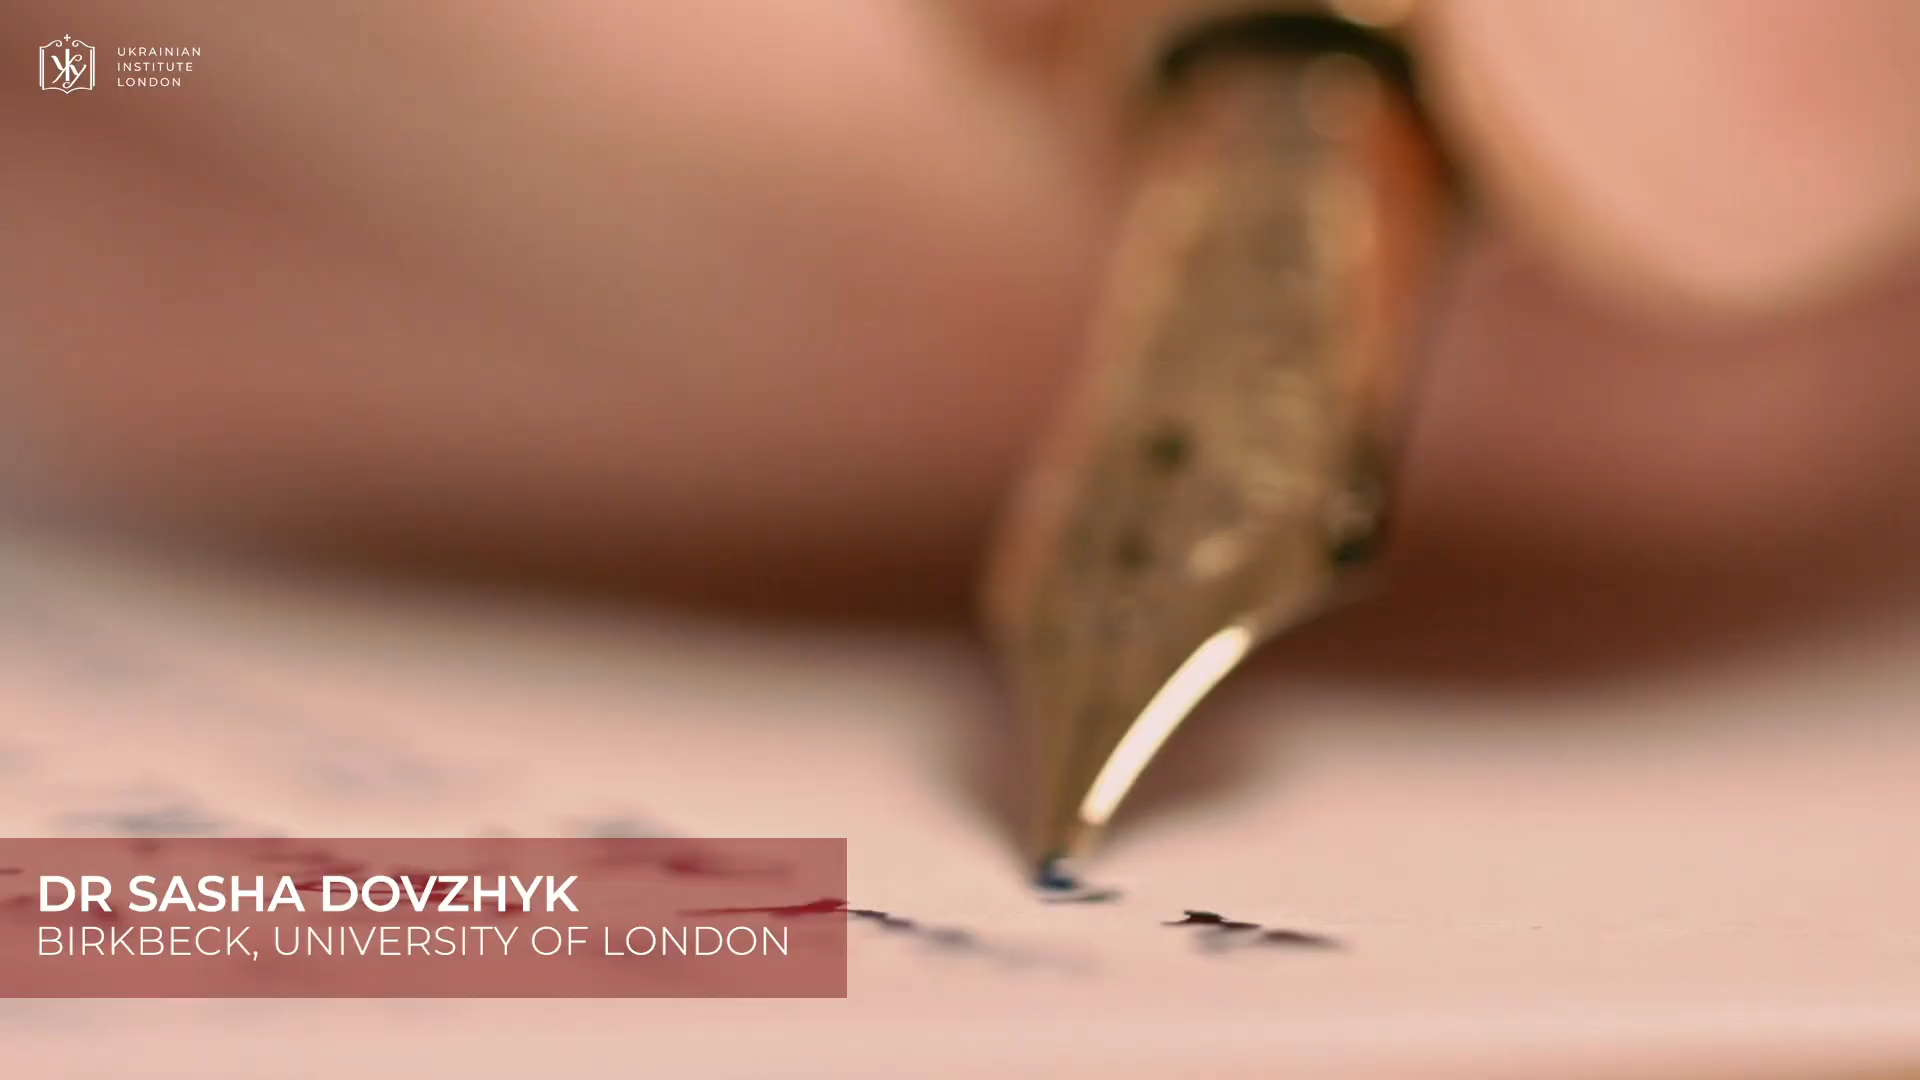 UKRAINIAN
INSTITUTE
LONDON
DR SASHA DOVZHYK
BIRKBECK, UNIVERSITY OF LONDON